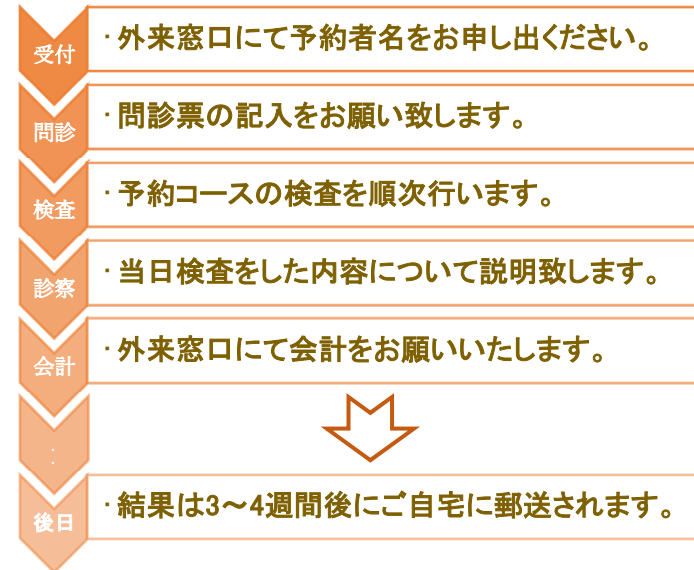 受付
・外来窓口にて予約者名をお申し出ください。
問診
・問診票の記入をお願い致します。
検査
・予約コースの検査を順次行います。
診察
・当日検査をした内容について説明致します。
会計
・外来窓口にて会計をお願いいたします。
：
後日
・結果は3～4週間後にご自宅に郵送されます。